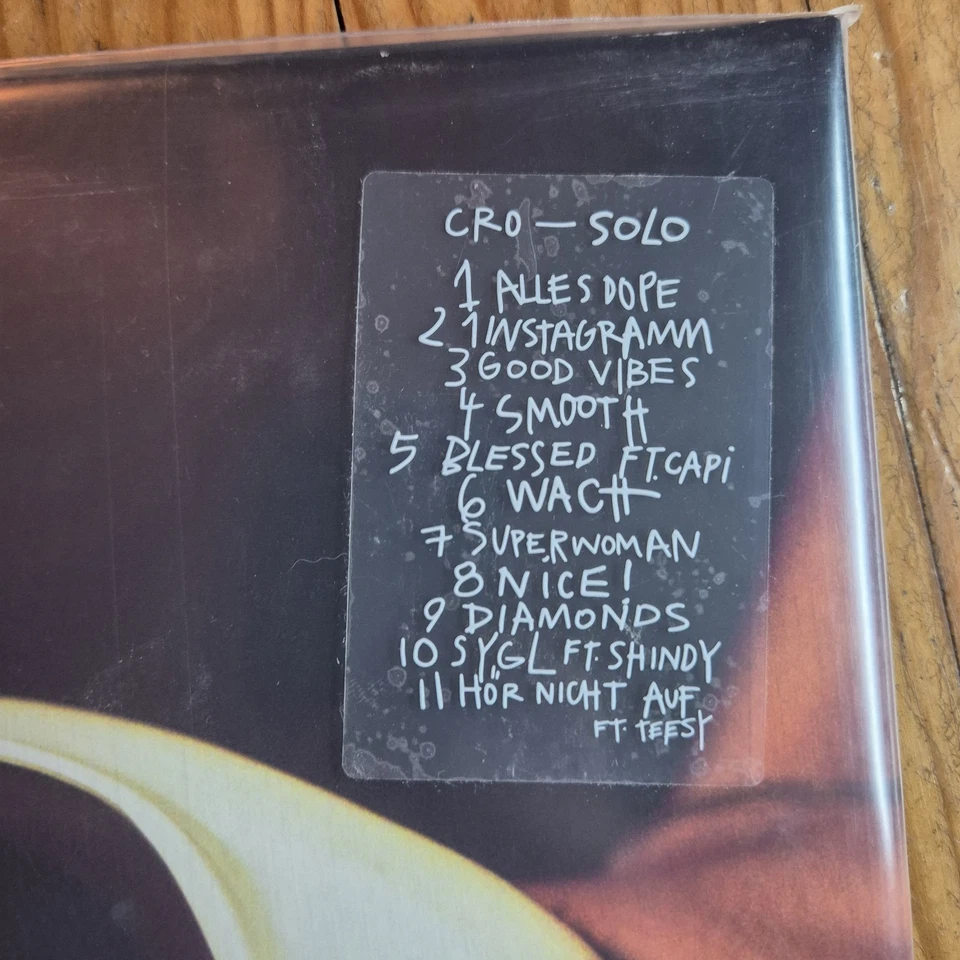 CRO — SOLO
1 ALLES DOPE
2 1INSTAGRAMM
3 GOOD VIBES
4 SMOOTH
5 BLESSED FT. CAPi
6 WACH
7 SUPERWOMAN
8 NICE!
9 DIAMONDS
10 SYGL FT. SHINDY
11 HÖR NICHT AUF
FT. TEESY